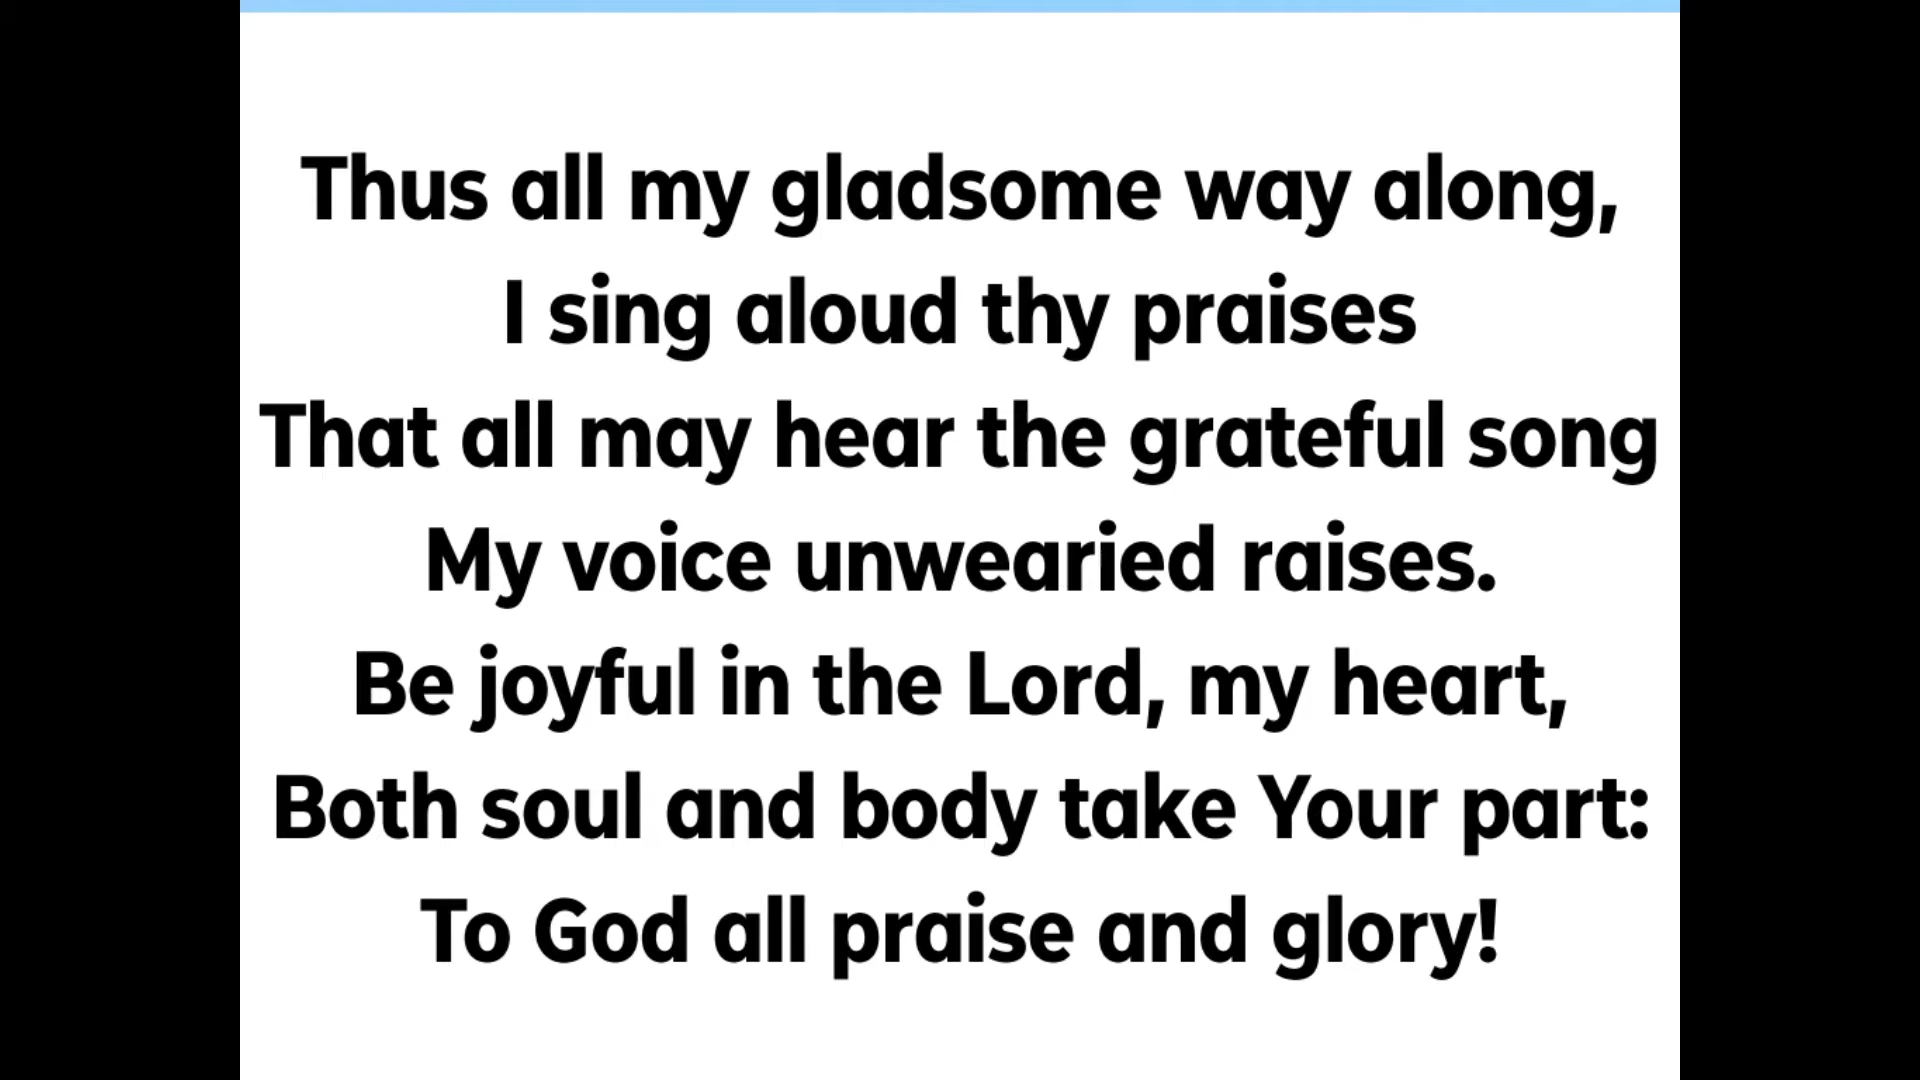 Thus all my gladsome way along,
I sing aloud thy praises
That all may hear the grateful song
My voice unwearied raises.
Be joyful in the Lord, my heart,
Both soul and body take Your part:
To God all praise and glory!